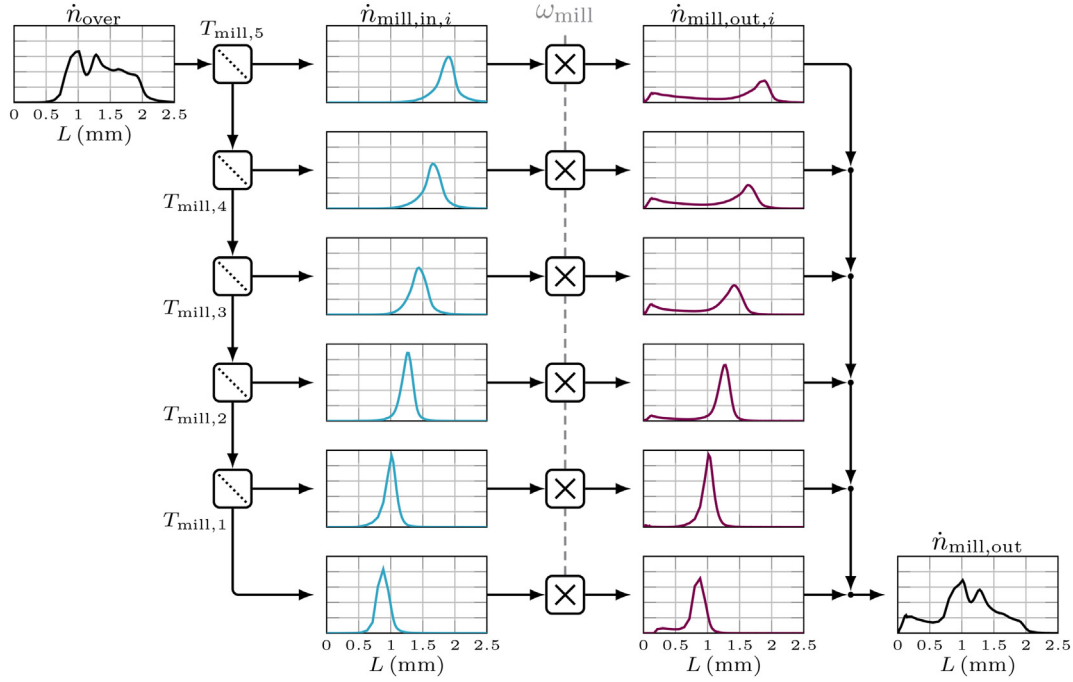 ṅ_over
T_mill,5
ṅ_mill,in,i
ω_mill
ṅ_mill,out,i
0 0.5 1 1.5 2 2.5
L (mm)
T_mill,4
T_mill,3
T_mill,2
T_mill,1
ṅ_mill,out
0 0.5 1 1.5 2 2.5
L (mm)
0 0.5 1 1.5 2 2.5
L (mm)
0 0.5 1 1.5 2 2.5
L (mm)